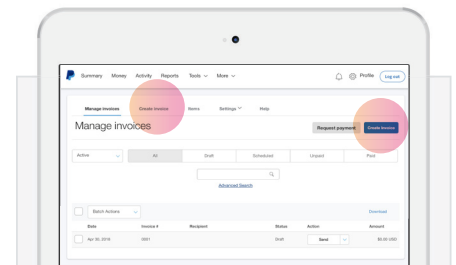 Summary Money Activity Reports Tools More Profile Log out
Manage invoices Create invoice Items Settings Help
Manage invoices
Request payment Create invoice
Active All Draft Scheduled Unpaid Paid
Advanced Search
Batch Actions Download
Date Invoice # Recipient Status Action Amount
Apr 30, 2018 0001 Draft Send $0.00 USD